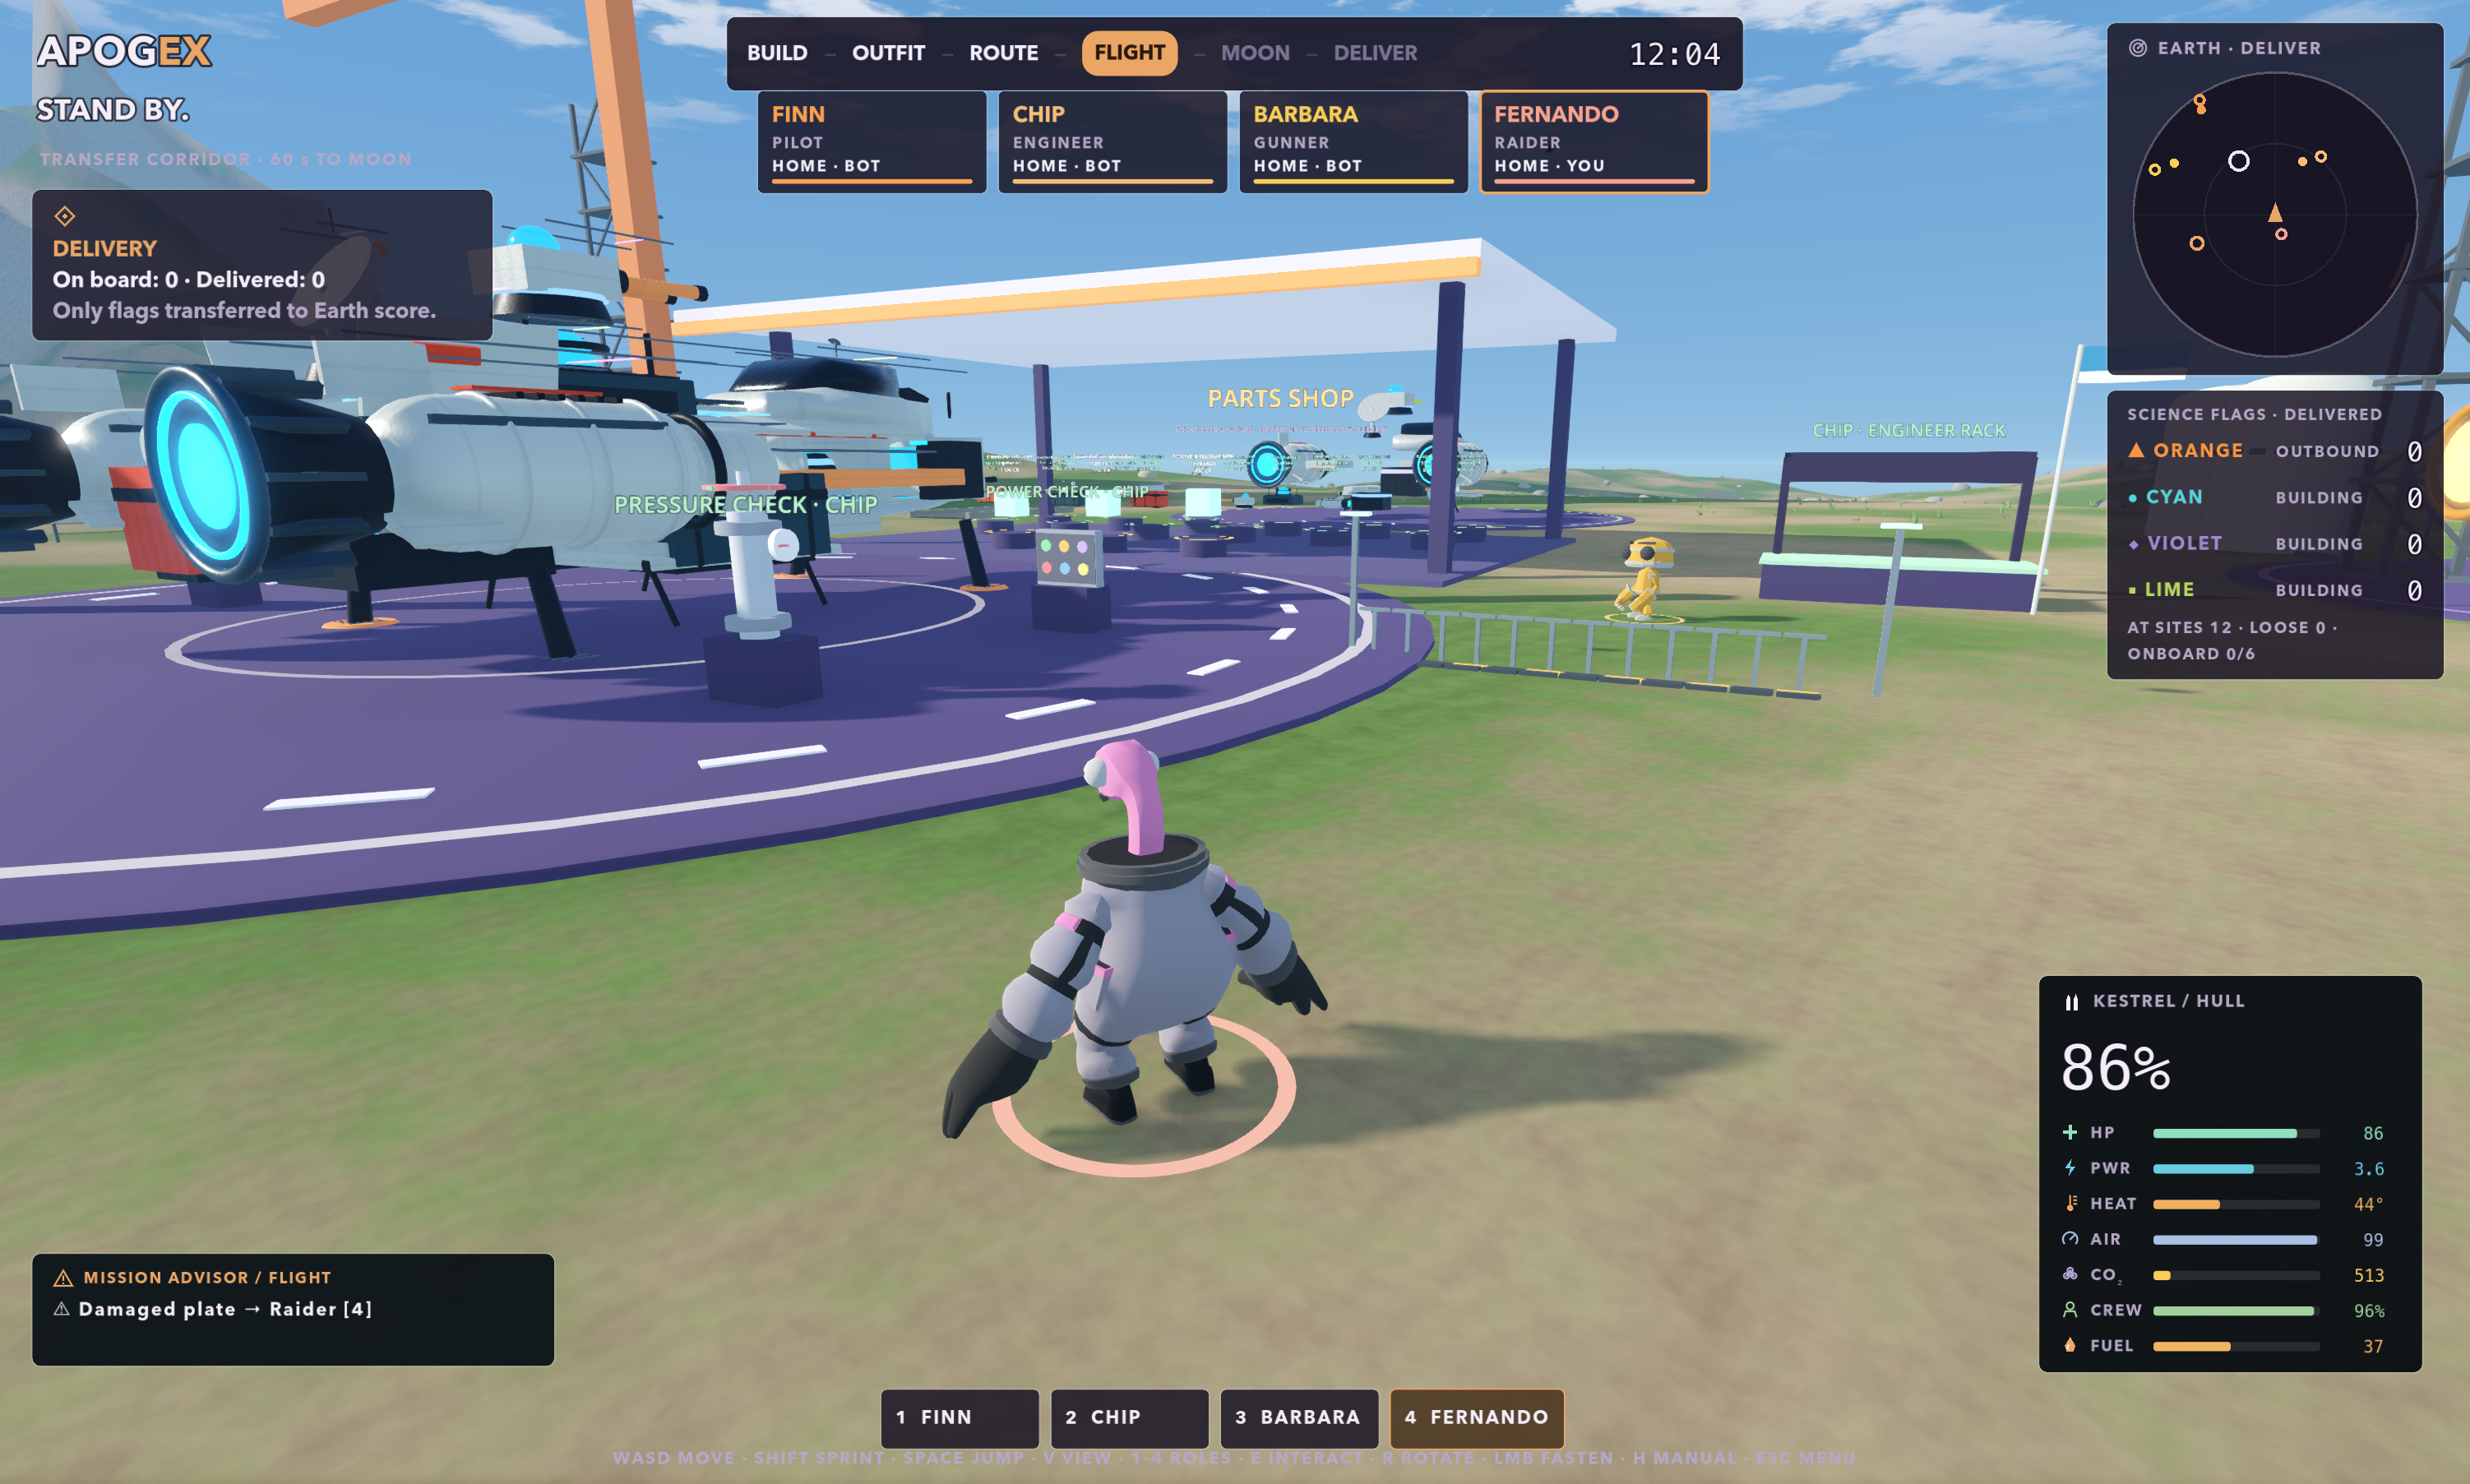 APOGEX
STAND BY.
TRANSFER CORRIDOR · 60 s TO MOON
DELIVERY
On board: 0 · Delivered: 0
Only flags transferred to Earth score.
BUILD – OUTFIT – ROUTE – FLIGHT – MOON – DELIVER 12:04
FINN
PILOT
HOME · BOT
CHIP
ENGINEER
HOME · BOT
BARBARA
GUNNER
HOME · BOT
FERNANDO
RAIDER
HOME · YOU
EARTH · DELIVER
SCIENCE FLAGS · DELIVERED
ORANGE OUTBOUND 0
CYAN BUILDING 0
VIOLET BUILDING 0
LIME BUILDING 0
AT SITES 12 · LOOSE 0 ·
ONBOARD 0/6
PARTS SHOP
CHIP · ENGINEER RACK
POWER CHECK · CHIP
PRESSURE CHECK · CHIP
KESTREL / HULL
86%
HP 86
PWR 3.6
HEAT 44°
AIR 99
CO₂ 513
CREW 96%
FUEL 37
MISSION ADVISOR / FLIGHT
⚠ Damaged plate → Raider [4]
1 FINN
2 CHIP
3 BARBARA
4 FERNANDO
WASD MOVE · SHIFT SPRINT · SPACE JUMP · V VIEW · 1-4 ROLES · E INTERACT · R ROTATE · LMB FASTEN · H MANUAL · ESC MENU